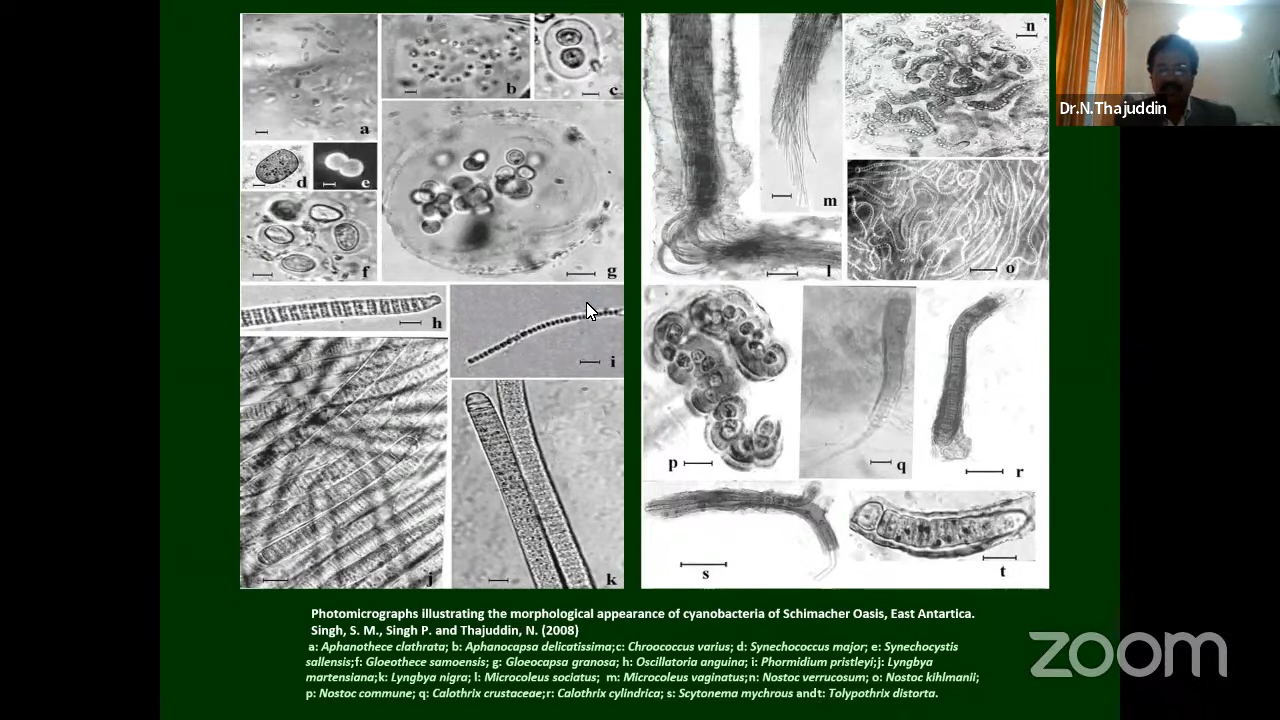 a
b
c
d
e
f
g
h
i
j
k
l
m
n
o
p
q
r
s
t
Dr.N.Thajuddin
Photomicrographs illustrating the morphological appearance of cyanobacteria of Schimacher Oasis, East Antartica.
Singh, S. M., Singh P. and Thajuddin, N. (2008)
a: Aphanothece clathrata; b: Aphanocapsa delicatissima;c: Chroococcus varius; d: Synechococcus major; e: Synechocystis
sallensis;f: Gloeothece samoensis; g: Gloeocapsa granosa; h: Oscillatoria anguina; i: Phormidium pristleyi;j: Lyngbya
martensiana;k: Lyngbya nigra; l: Microcoleus sociatus; m: Microcoleus vaginatus;n: Nostoc verrucosum; o: Nostoc kihlmanii;
p: Nostoc commune; q: Calothrix crustaceae;r: Calothrix cylindrica; s: Scytonema mychrous andt: Tolypothrix distorta.
zoom